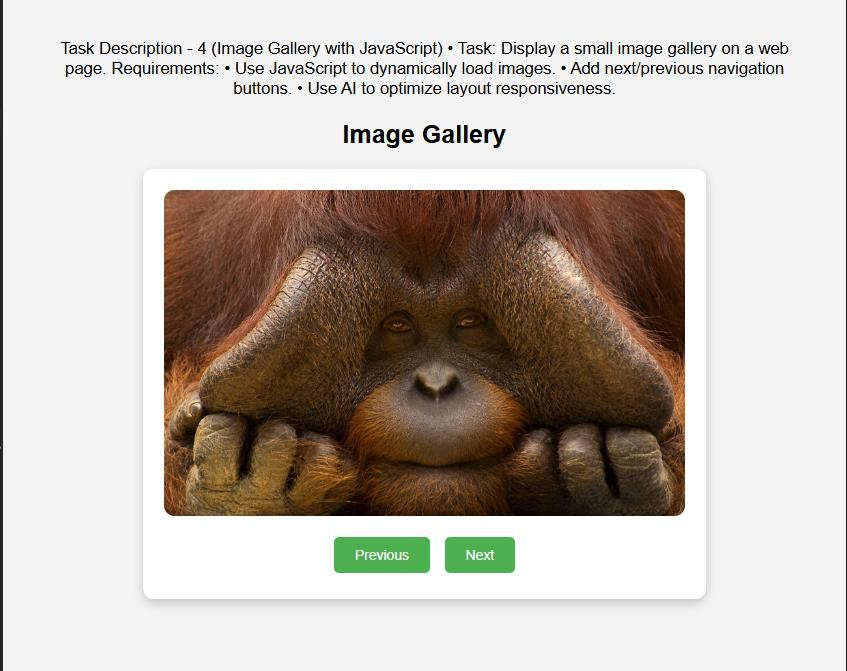 Task Description - 4 (Image Gallery with JavaScript) • Task: Display a small image gallery on a web
page. Requirements: • Use JavaScript to dynamically load images. • Add next/previous navigation
buttons. • Use AI to optimize layout responsiveness.
Image Gallery
Previous Next